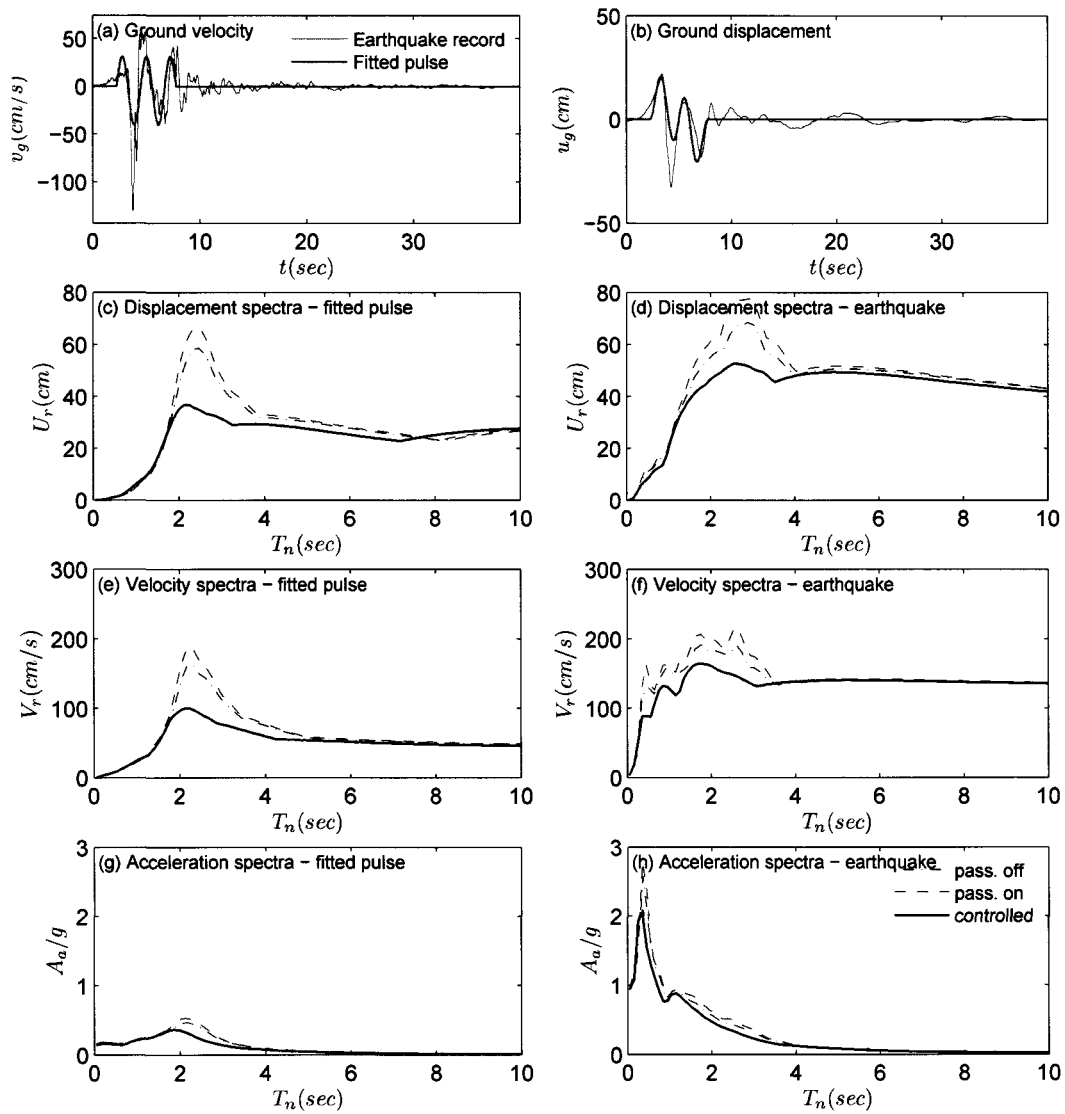 (a) Ground velocity
Earthquake record
Fitted pulse
v_g(cm/s)
50
0
−50
−100
0 10 20 30
t(sec)
(b) Ground displacement
u_g(cm)
50
0
−50
0 10 20 30
t(sec)
(c) Displacement spectra − fitted pulse
U_r(cm)
80
60
40
20
0
0 2 4 6 8 10
T_n(sec)
(d) Displacement spectra − earthquake
U_r(cm)
80
60
40
20
0
0 2 4 6 8 10
T_n(sec)
(e) Velocity spectra − fitted pulse
V_r(cm/s)
300
200
100
0
0 2 4 6 8 10
T_n(sec)
(f) Velocity spectra − earthquake
V_r(cm/s)
300
200
100
0
0 2 4 6 8 10
T_n(sec)
(g) Acceleration spectra − fitted pulse
A_a/g
3
2
1
0
0 2 4 6 8 10
T_n(sec)
(h) Acceleration spectra − earthquake
pass. off
pass. on
controlled
A_a/g
3
2
1
0
0 2 4 6 8 10
T_n(sec)